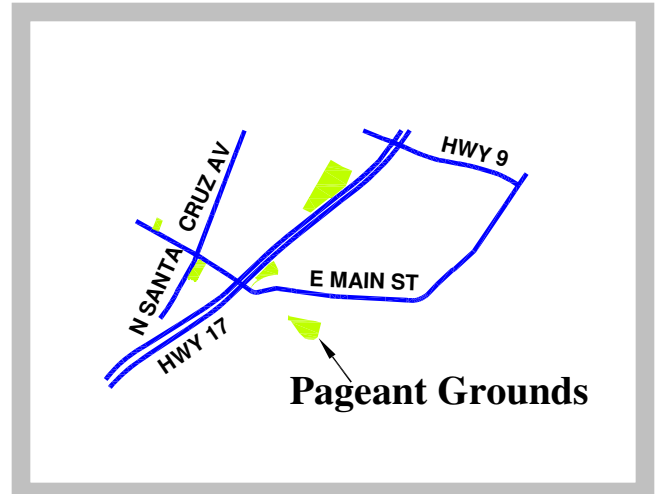 HWY 9
N SANTA CRUZ AV
E MAIN ST
HWY 17
Pageant Grounds